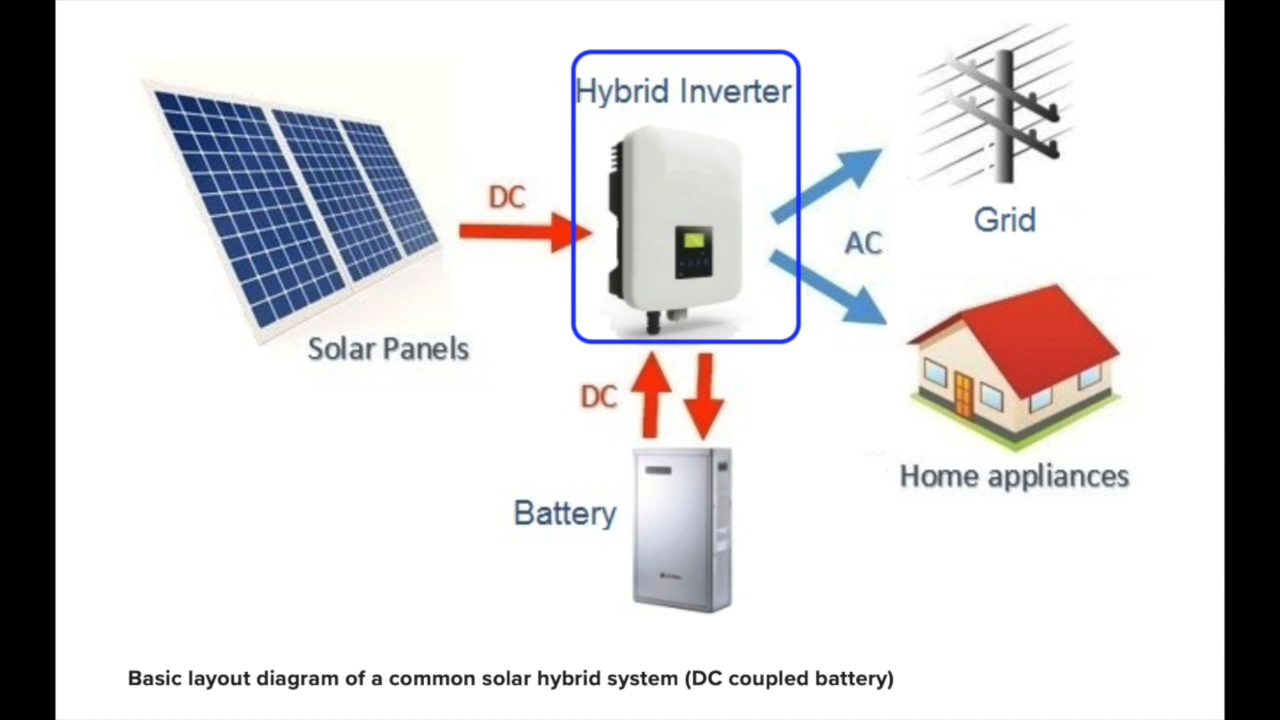 Hybrid Inverter
DC
Grid
AC
Solar Panels
DC
Home appliances
Battery
Basic layout diagram of a common solar hybrid system (DC coupled battery)